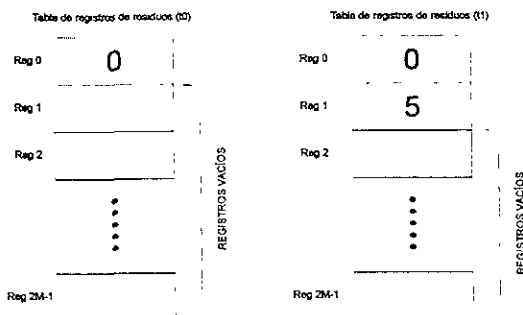 Tabla de registros de residuos (t0)
Reg 0
0
Reg 1
Reg 2
REGISTROS VACÍOS
Reg 2M-1
Tabla de registros de residuos (t1)
Reg 0
0
Reg 1
5
Reg 2
REGISTROS VACÍOS
Reg 2M-1